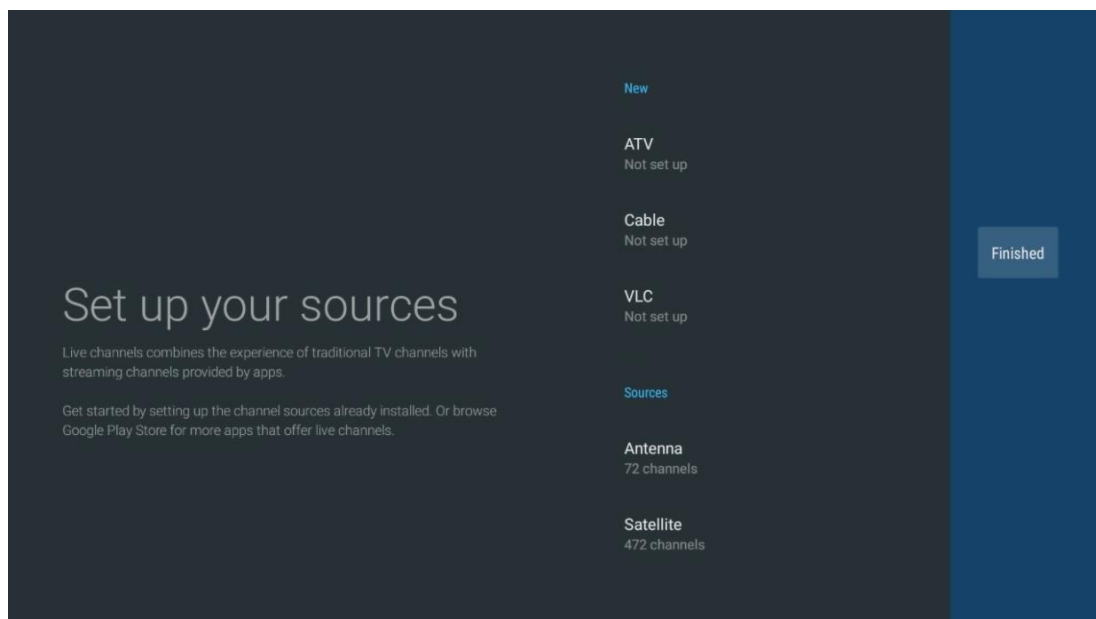 Set up your sources
Live channels combines the experience of traditional TV channels with
streaming channels provided by apps.
Get started by setting up the channel sources already installed. Or browse
Google Play Store for more apps that offer live channels.
New
ATV
Not set up
Cable
Not set up
VLC
Not set up
Sources
Antenna
72 channels
Satellite
472 channels
Finished